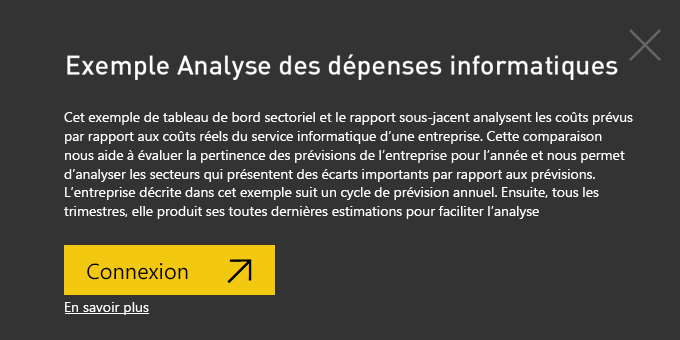 Exemple Analyse des dépenses informatiques
Cet exemple de tableau de bord sectoriel et le rapport sous-jacent analysent les coûts prévus
par rapport aux coûts réels du service informatique d’une entreprise. Cette comparaison
nous aide à évaluer la pertinence des prévisions de l’entreprise pour l’année et nous permet
d’analyser les secteurs qui présentent des écarts importants par rapport aux prévisions.
L’entreprise décrite dans cet exemple suit un cycle de prévision annuel. Ensuite, tous les
trimestres, elle produit ses toutes dernières estimations pour faciliter l’analyse
Connexion
En savoir plus